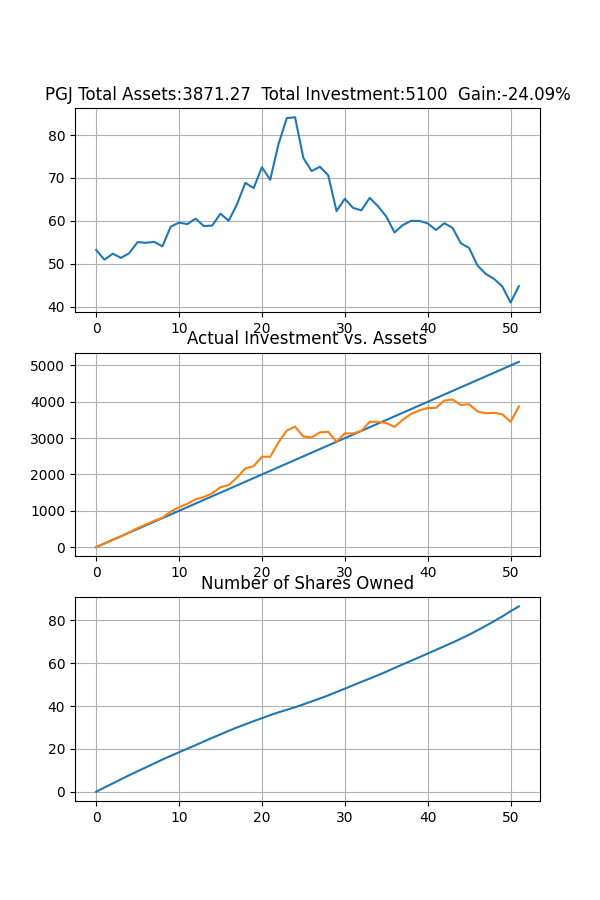 PGJ Total Assets:3871.27  Total Investment:5100  Gain:-24.09%
80
70
60
50
40
0 10 20 30 40 50
Actual Investment vs. Assets
5000
4000
3000
2000
1000
0
0 10 20 30 40 50
Number of Shares Owned
80
60
40
20
0
0 10 20 30 40 50